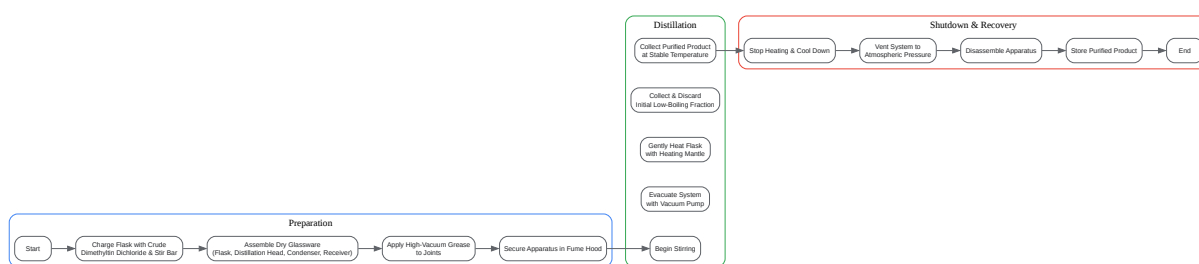 Distillation
Shutdown & Recovery
Collect Purified Product
at Stable Temperature
Stop Heating & Cool Down
Vent System to
Atmospheric Pressure
Disassemble Apparatus
Store Purified Product
End
Collect & Discard
Initial Low-Boiling Fraction
Gently Heat Flask
with Heating Mantle
Evacuate System
with Vacuum Pump
Preparation
Start
Charge Flask with Crude
Dimethyltin Dichloride & Stir Bar
Assemble Dry Glassware
(Flask, Distillation Head, Condenser, Receiver)
Apply High-Vacuum Grease
to Joints
Secure Apparatus in Fume Hood
Begin Stirring